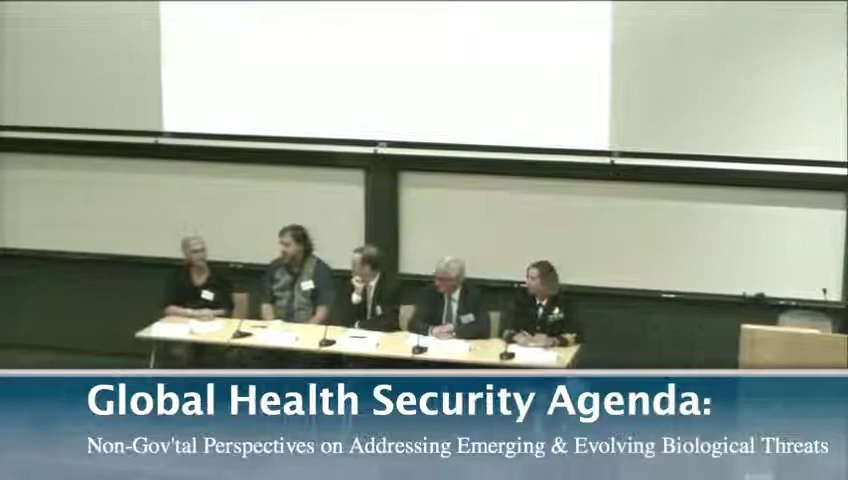 Global Health Security Agenda:
Non-Gov'tal Perspectives on Addressing Emerging & Evolving Biological Threats